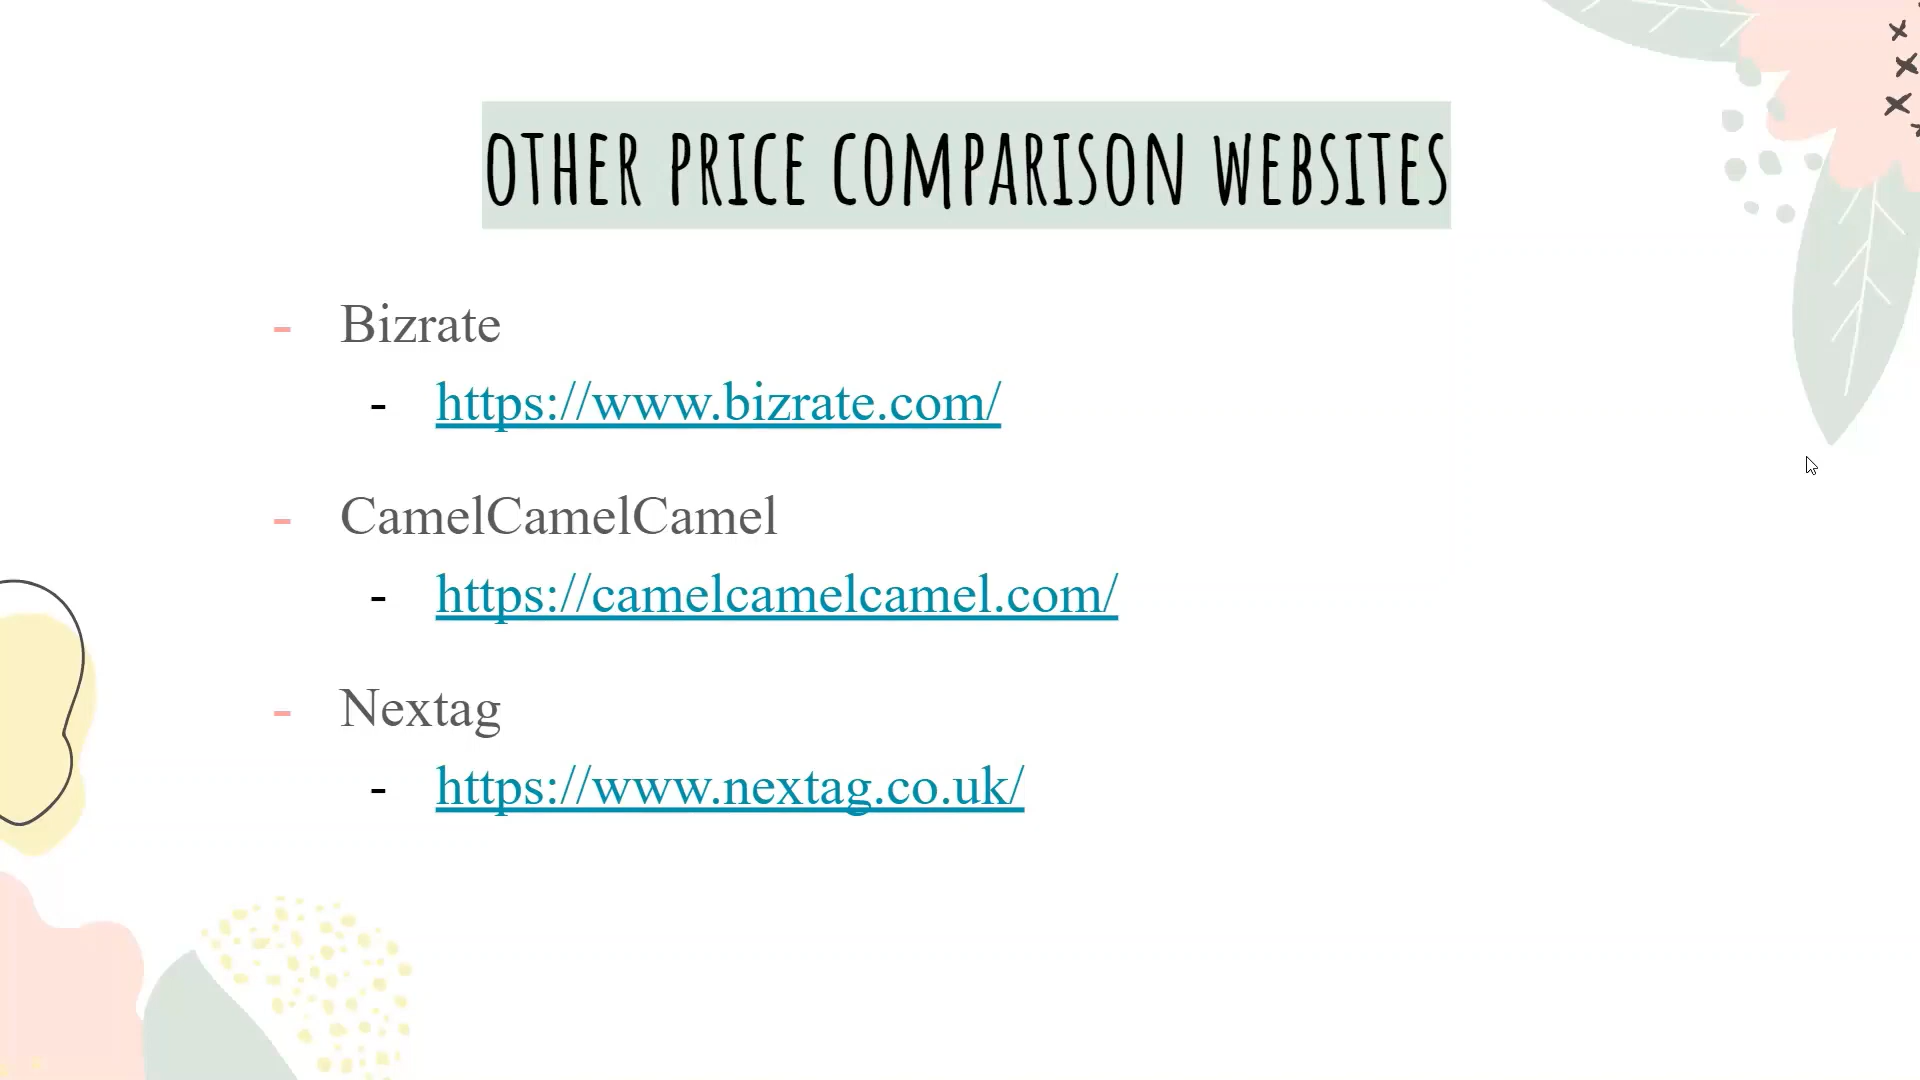 OTHER PRICE COMPARISON WEBSITES
- Bizrate
- https://www.bizrate.com/
- CamelCamelCamel
- https://camelcamelcamel.com/
- Nextag
- https://www.nextag.co.uk/